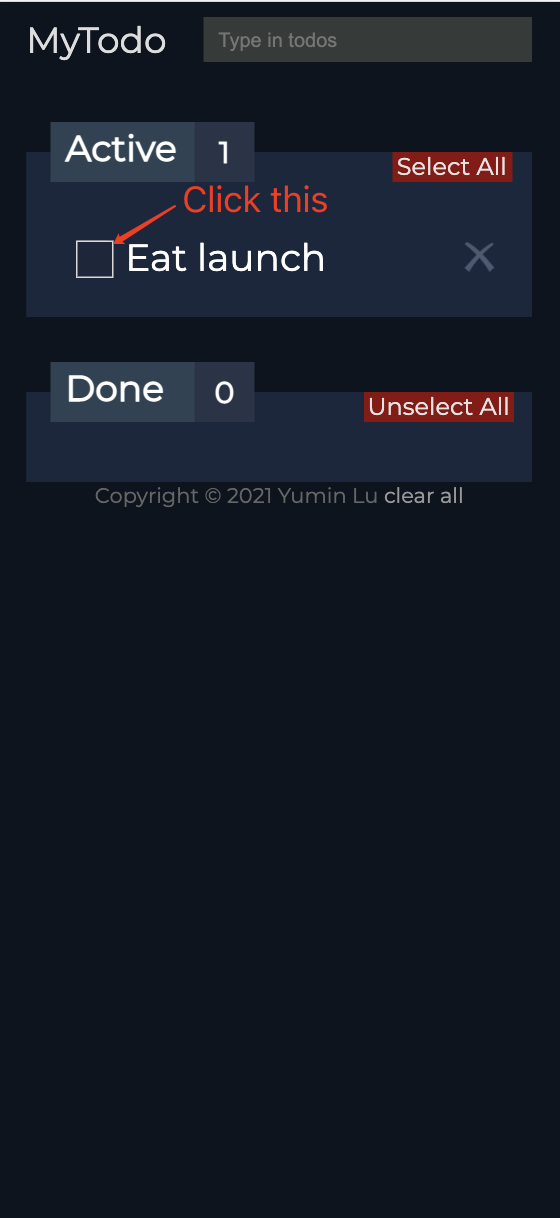 MyTodo Type in todos
Active 1
Select All
Click this
Eat launch
Done 0
Unselect All
Copyright © 2021 Yumin Lu clear all